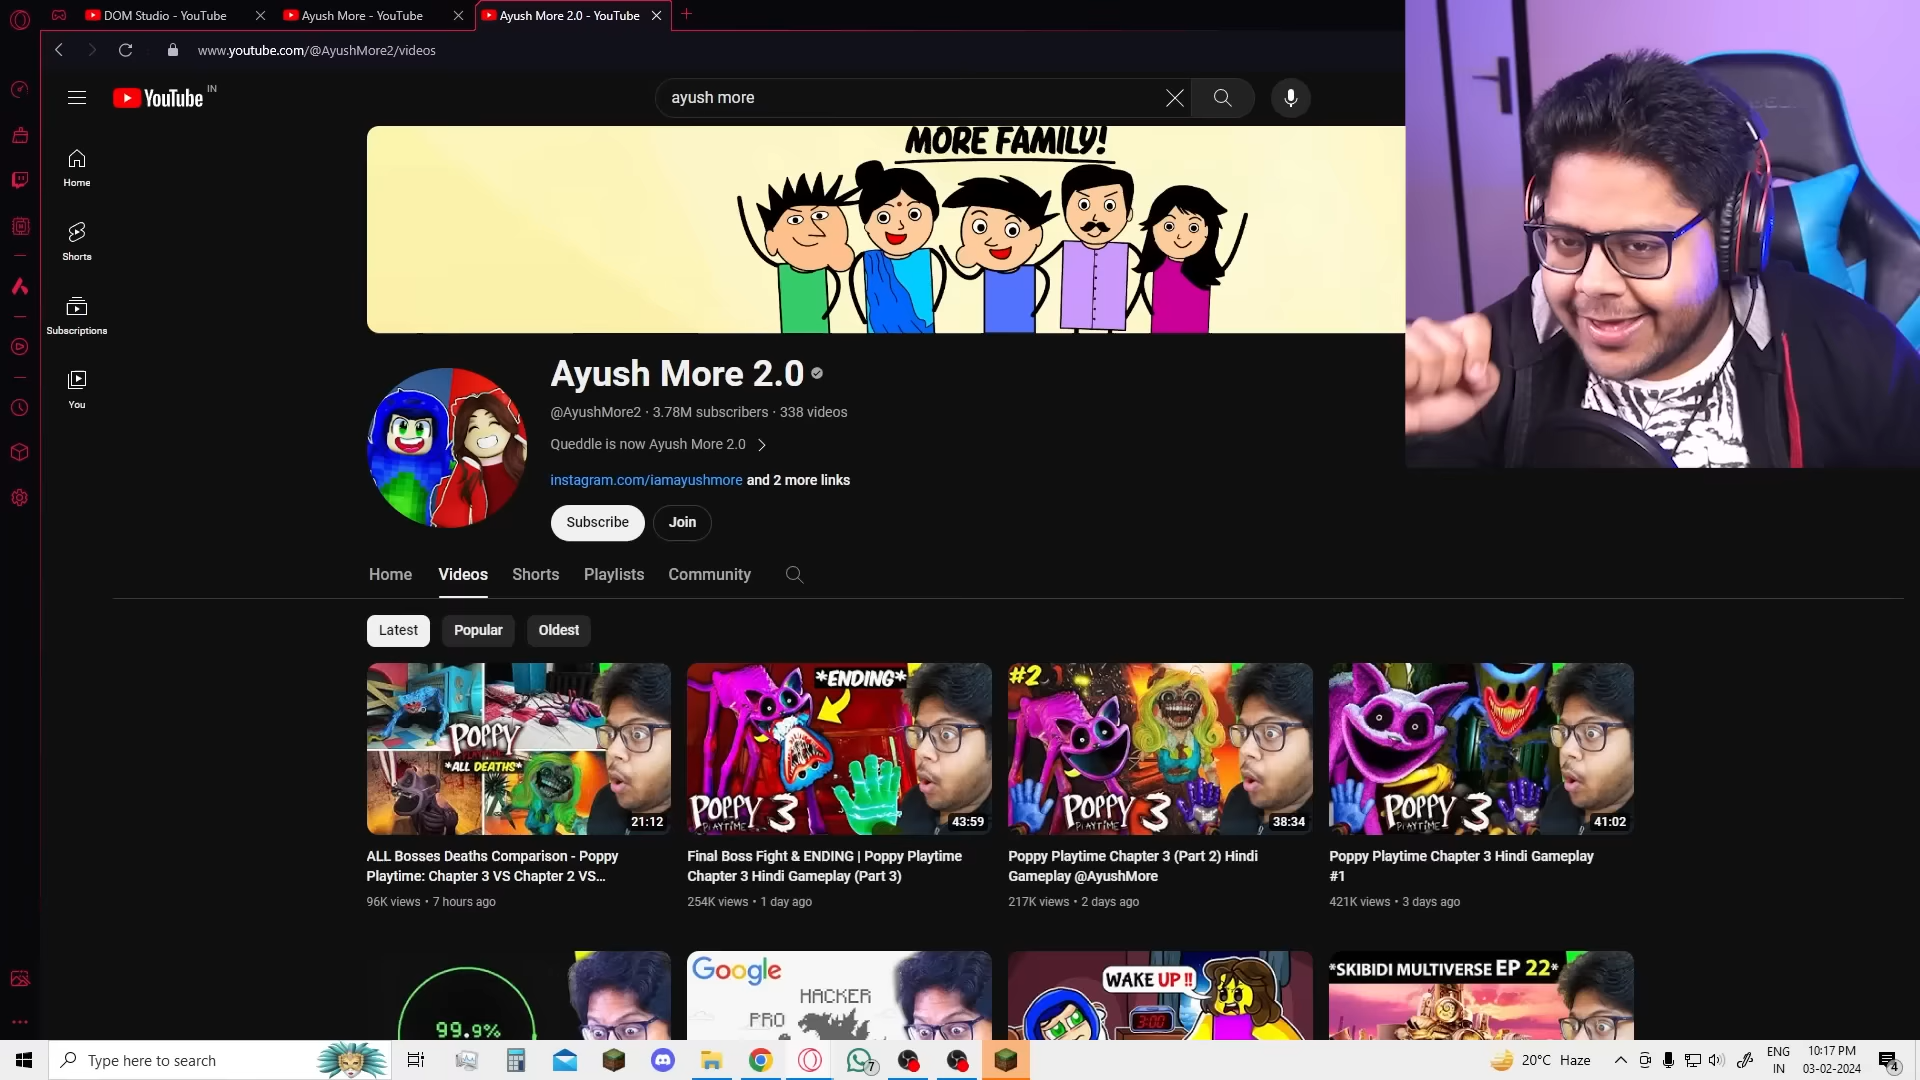 DOM Studio - YouTube
Ayush More - YouTube
Ayush More 2.0 - YouTube
www.youtube.com/@AyushMore2/videos
YouTube IN
ayush more
Home
Shorts
Subscriptions
You
MORE FAMILY!
Ayush More 2.0
@AyushMore2 · 3.78M subscribers · 338 videos
Queddle is now Ayush More 2.0
instagram.com/iamayushmore and 2 more links
Subscribe
Join
Home
Videos
Shorts
Playlists
Community
Latest
Popular
Oldest
POPPY
PLAYTIME
*ALL DEATHS*
21:12
*ENDING*
POPPY 3
PLAYTIME
43:59
#2
POPPY 3
PLAYTIME
38:34
POPPY 3
PLAYTIME
41:02
ALL Bosses Deaths Comparison - Poppy
Playtime: Chapter 3 VS Chapter 2 VS...
96K views • 7 hours ago
Final Boss Fight & ENDING | Poppy Playtime
Chapter 3 Hindi Gameplay (Part 3)
254K views • 1 day ago
Poppy Playtime Chapter 3 (Part 2) Hindi
Gameplay @AyushMore
217K views • 2 days ago
Poppy Playtime Chapter 3 Hindi Gameplay
#1
421K views • 3 days ago
99.9%
Google
HACKER
PRO
WAKE UP !!
3:00
*SKIBIDI MULTIVERSE EP 22*
Type here to search
7
20°C Haze
ENG
IN
10:17 PM
03-02-2024
4